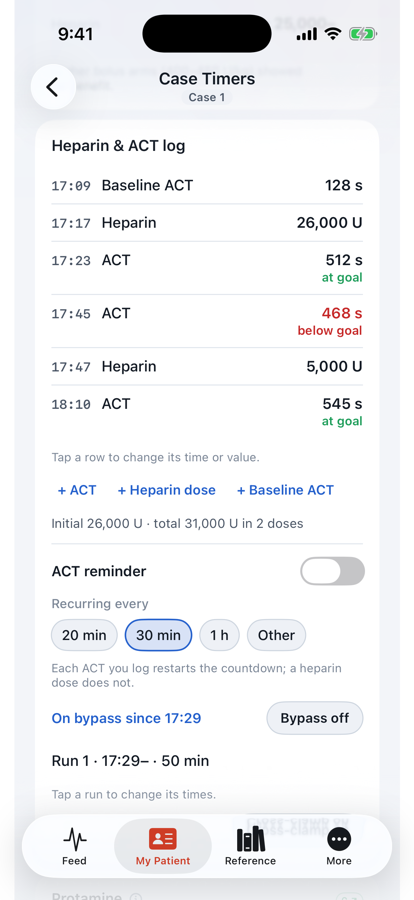 9:41
Case Timers
Case 1
Heparin & ACT log
17:09 Baseline ACT 128 s
17:17 Heparin 26,000 U
17:23 ACT 512 s
at goal
17:45 ACT 468 s
below goal
17:47 Heparin 5,000 U
18:10 ACT 545 s
at goal
Tap a row to change its time or value.
+ ACT + Heparin dose + Baseline ACT
Initial 26,000 U · total 31,000 U in 2 doses
ACT reminder
Recurring every
20 min 30 min 1 h Other
Each ACT you log restarts the countdown; a heparin
dose does not.
On bypass since 17:29 Bypass off
Run 1 · 17:29– · 50 min
Tap a run to change its times.
Feed My Patient Reference More
Protamine